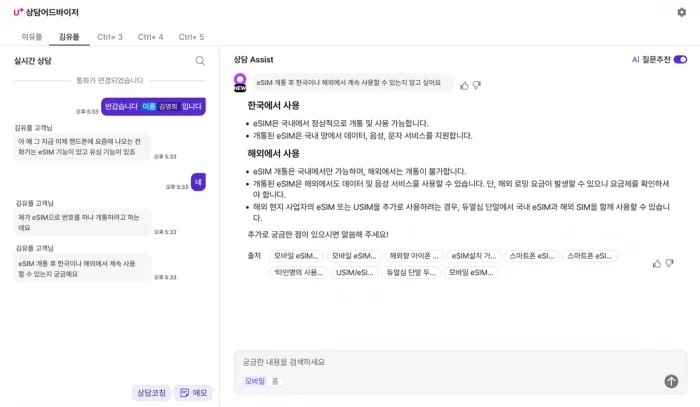 U+ 상담어드바이저
이유플 김유플 Ctrl+ 3 Ctrl+ 4 Ctrl+ 5
실시간 상담
통화가 연결되었습니다
반갑습니다 이름 김영희 입니다
오후 5:33
김유플 고객님
아 예 그 지금 이제 핸드폰에 요즘에 나오는 전
화기는 eSIM 기능이 있고 유심 기능이 있죠
오후 5:33
네
오후 5:33
김유플 고객님
제가 eSIM으로 번호를 하나 개통하려고 하는
데요
오후 5:33
김유플 고객님
eSIM 개통 후 한국이나 해외에서 계속 사용
할 수 있는지 궁금해요
오후 5:33
상담코칭 메모
상담 Assist
AI 질문추천
NEW
eSIM 개통 후 한국이나 해외에서 계속 사용할 수 있는지 알고 싶어요
한국에서 사용
eSIM은 국내에서 정상적으로 개통 및 사용 가능합니다.
개통된 eSIM은 국내 망에서 데이터, 음성, 문자 서비스를 지원합니다.
해외에서 사용
eSIM 개통은 국내에서만 가능하며, 해외에서는 개통이 불가합니다.
개통된 eSIM은 해외에서도 데이터 및 음성 서비스를 사용할 수 있습니다. 단, 해외 로밍 요금이 발생할 수 있으니 요금제를 확인하셔
야 합니다.
해외 현지 사업자의 eSIM 또는 USIM을 추가로 사용하려는 경우, 듀얼심 단말에서 국내 eSIM과 해외 SIM을 함께 사용할 수 있습니
다.
추가로 궁금한 점이 있으시면 말씀해 주세요!
출처 모바일 eSIM... 모바일 eSIM... 해외향 아이폰 ... eSIM설치 가... 스마트폰 eSI... 스마트폰 eSI...
'타인명의 사용... USIM/eSI... 듀얼심 단말 두... 모바일 eSIM...
궁금한 내용을 검색하세요
모바일 홈